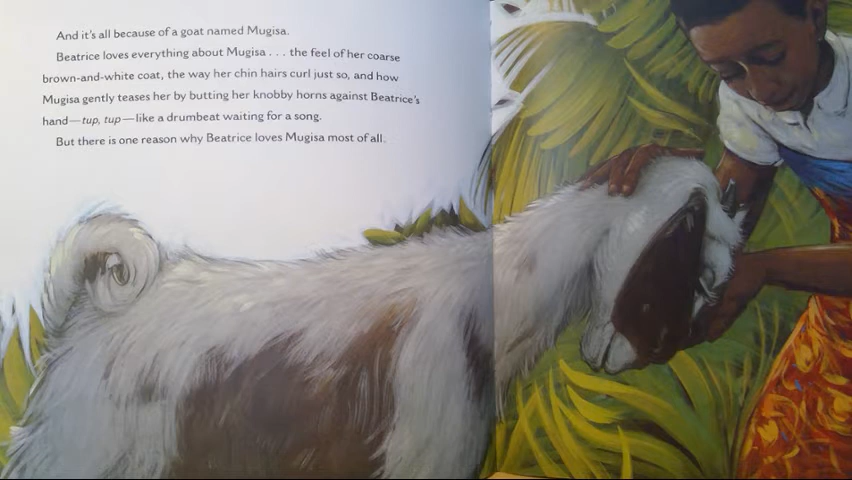 And it's all because of a goat named Mugisa.
Beatrice loves everything about Mugisa . . . the feel of her coarse
brown-and-white coat, the way her chin hairs curl just so, and how
Mugisa gently teases her by butting her knobby horns against Beatrice's
hand—tup, tup—like a drumbeat waiting for a song.
But there is one reason why Beatrice loves Mugisa most of all.